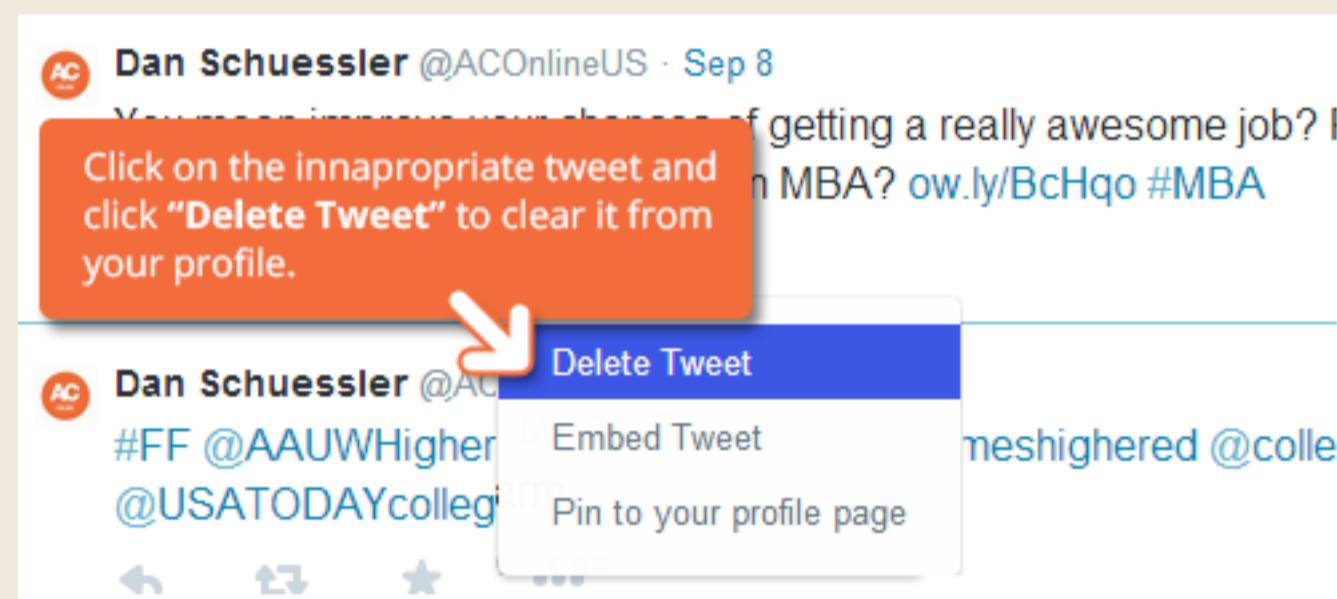 Dan Schuessler @ACOnlineUS · Sep 8
getting a really awesome job?
MBA? ow.ly/BcHqo #MBA
Click on the innapropriate tweet and
click “Delete Tweet” to clear it from
your profile.
Dan Schuessler
#FF @AAUWHigher meshighered @colle
@USATODAYcolleg
Delete Tweet
Embed Tweet
Pin to your profile page
AC
AC